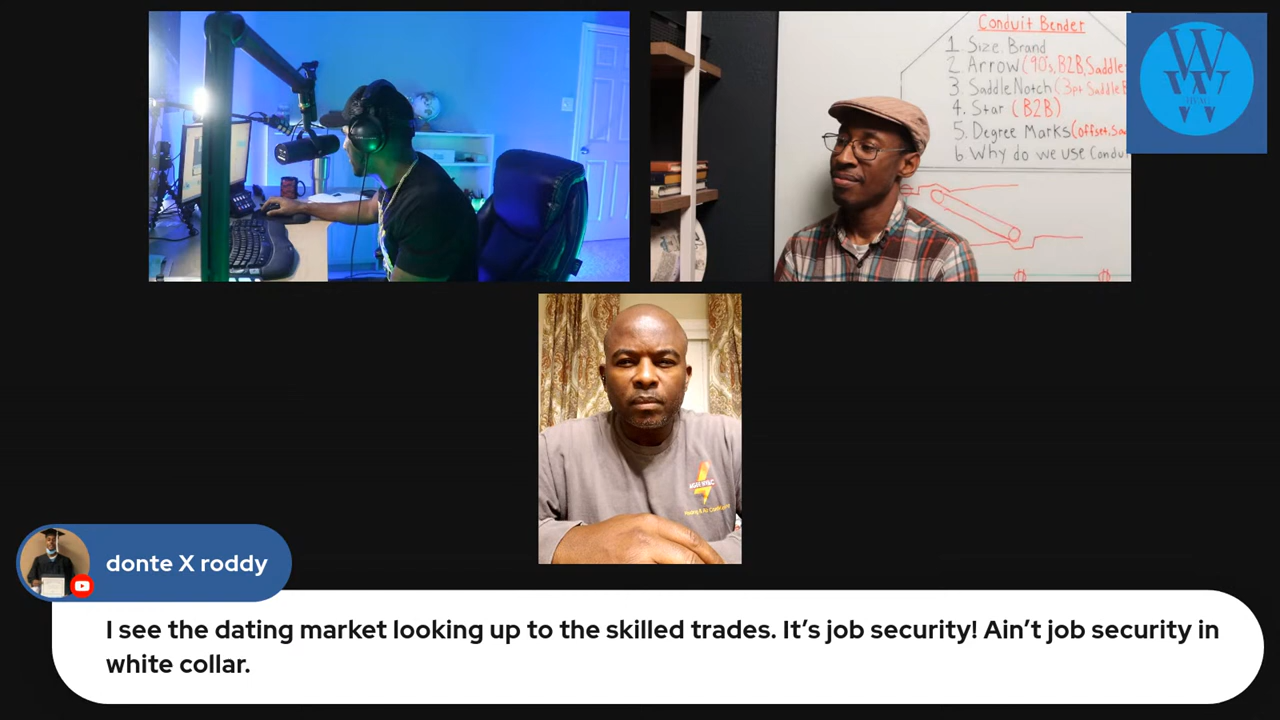 Conduit Bender
1. Size, Brand
2. Arrow (90's, B2B, Saddle
3. Saddle Notch (3pt Saddle B
4. Star (B2B)
5. Degree Marks (offset, Sa
6. Why do we use Condu
W
W W
HVAC
donte X roddy
I see the dating market looking up to the skilled trades. It’s job security! Ain’t job security in
white collar.